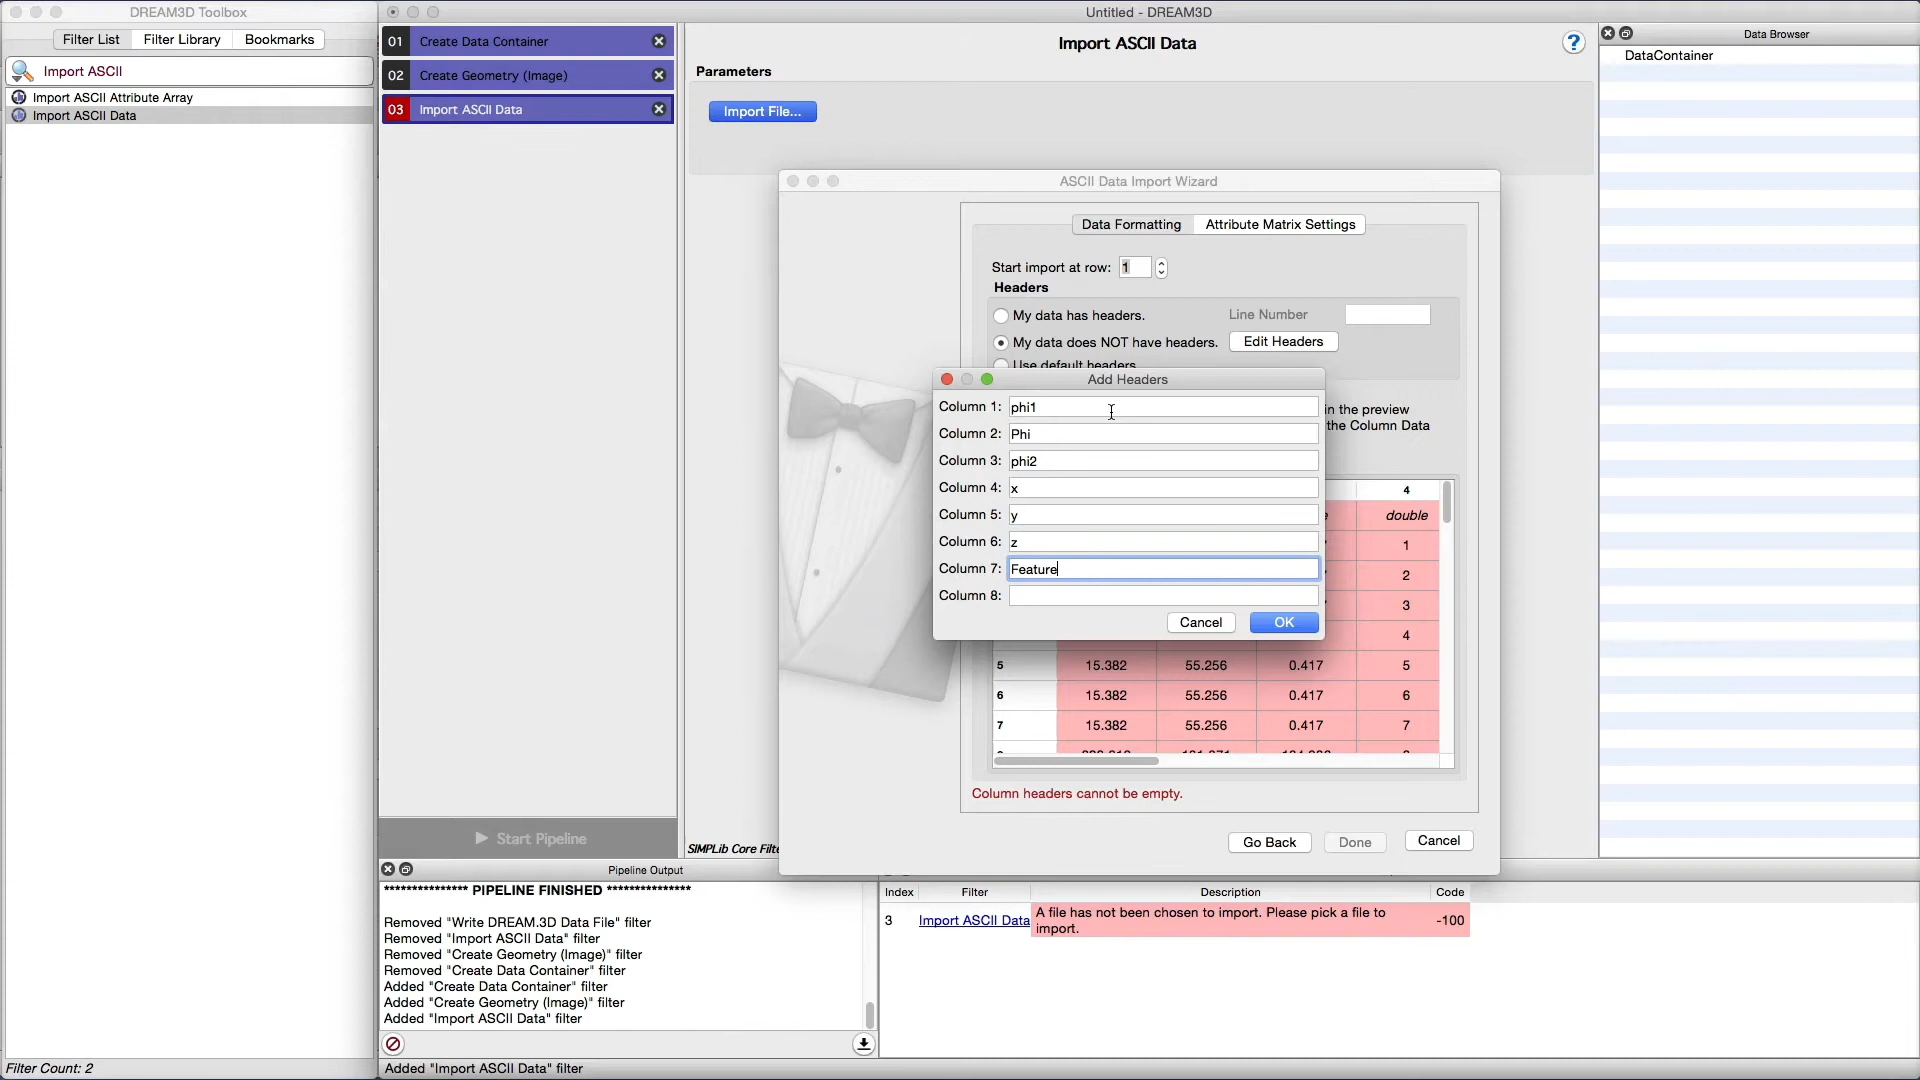 DREAM3D Toolbox
Untitled - DREAM3D
Filter List
Filter Library
Bookmarks
Import ASCII
Import ASCII Attribute Array
Import ASCII Data
Filter Count: 2
01 Create Data Container
02 Create Geometry (Image)
03 Import ASCII Data
Start Pipeline
Import ASCII Data
?
Parameters
Import File...
SIMPLib Core Filte
Data Browser
DataContainer
ASCII Data Import Wizard
Data Formatting
Attribute Matrix Settings
Start import at row: 1
Headers
My data has headers.
Line Number
My data does NOT have headers.
Edit Headers
Use default headers
in the preview
the Column Data
Add Headers
Column 1: phi1
Column 2: Phi
Column 3: phi2
Column 4: x
Column 5: y
Column 6: z
Column 7: Feature
Column 8:
Cancel
OK
4
double
1
2
3
4
5 15.382 55.256 0.417 5
6 15.382 55.256 0.417 6
7 15.382 55.256 0.417 7
Column headers cannot be empty.
Go Back
Done
Cancel
Pipeline Output
*************** PIPELINE FINISHED ***************
Removed "Write DREAM.3D Data File" filter
Removed "Import ASCII Data" filter
Removed "Create Geometry (Image)" filter
Removed "Create Data Container" filter
Added "Create Data Container" filter
Added "Create Geometry (Image)" filter
Added "Import ASCII Data" filter
Added "Import ASCII Data" filter
Index Filter Description Code
3 Import ASCII Data A file has not been chosen to import. Please pick a file to -100
import.